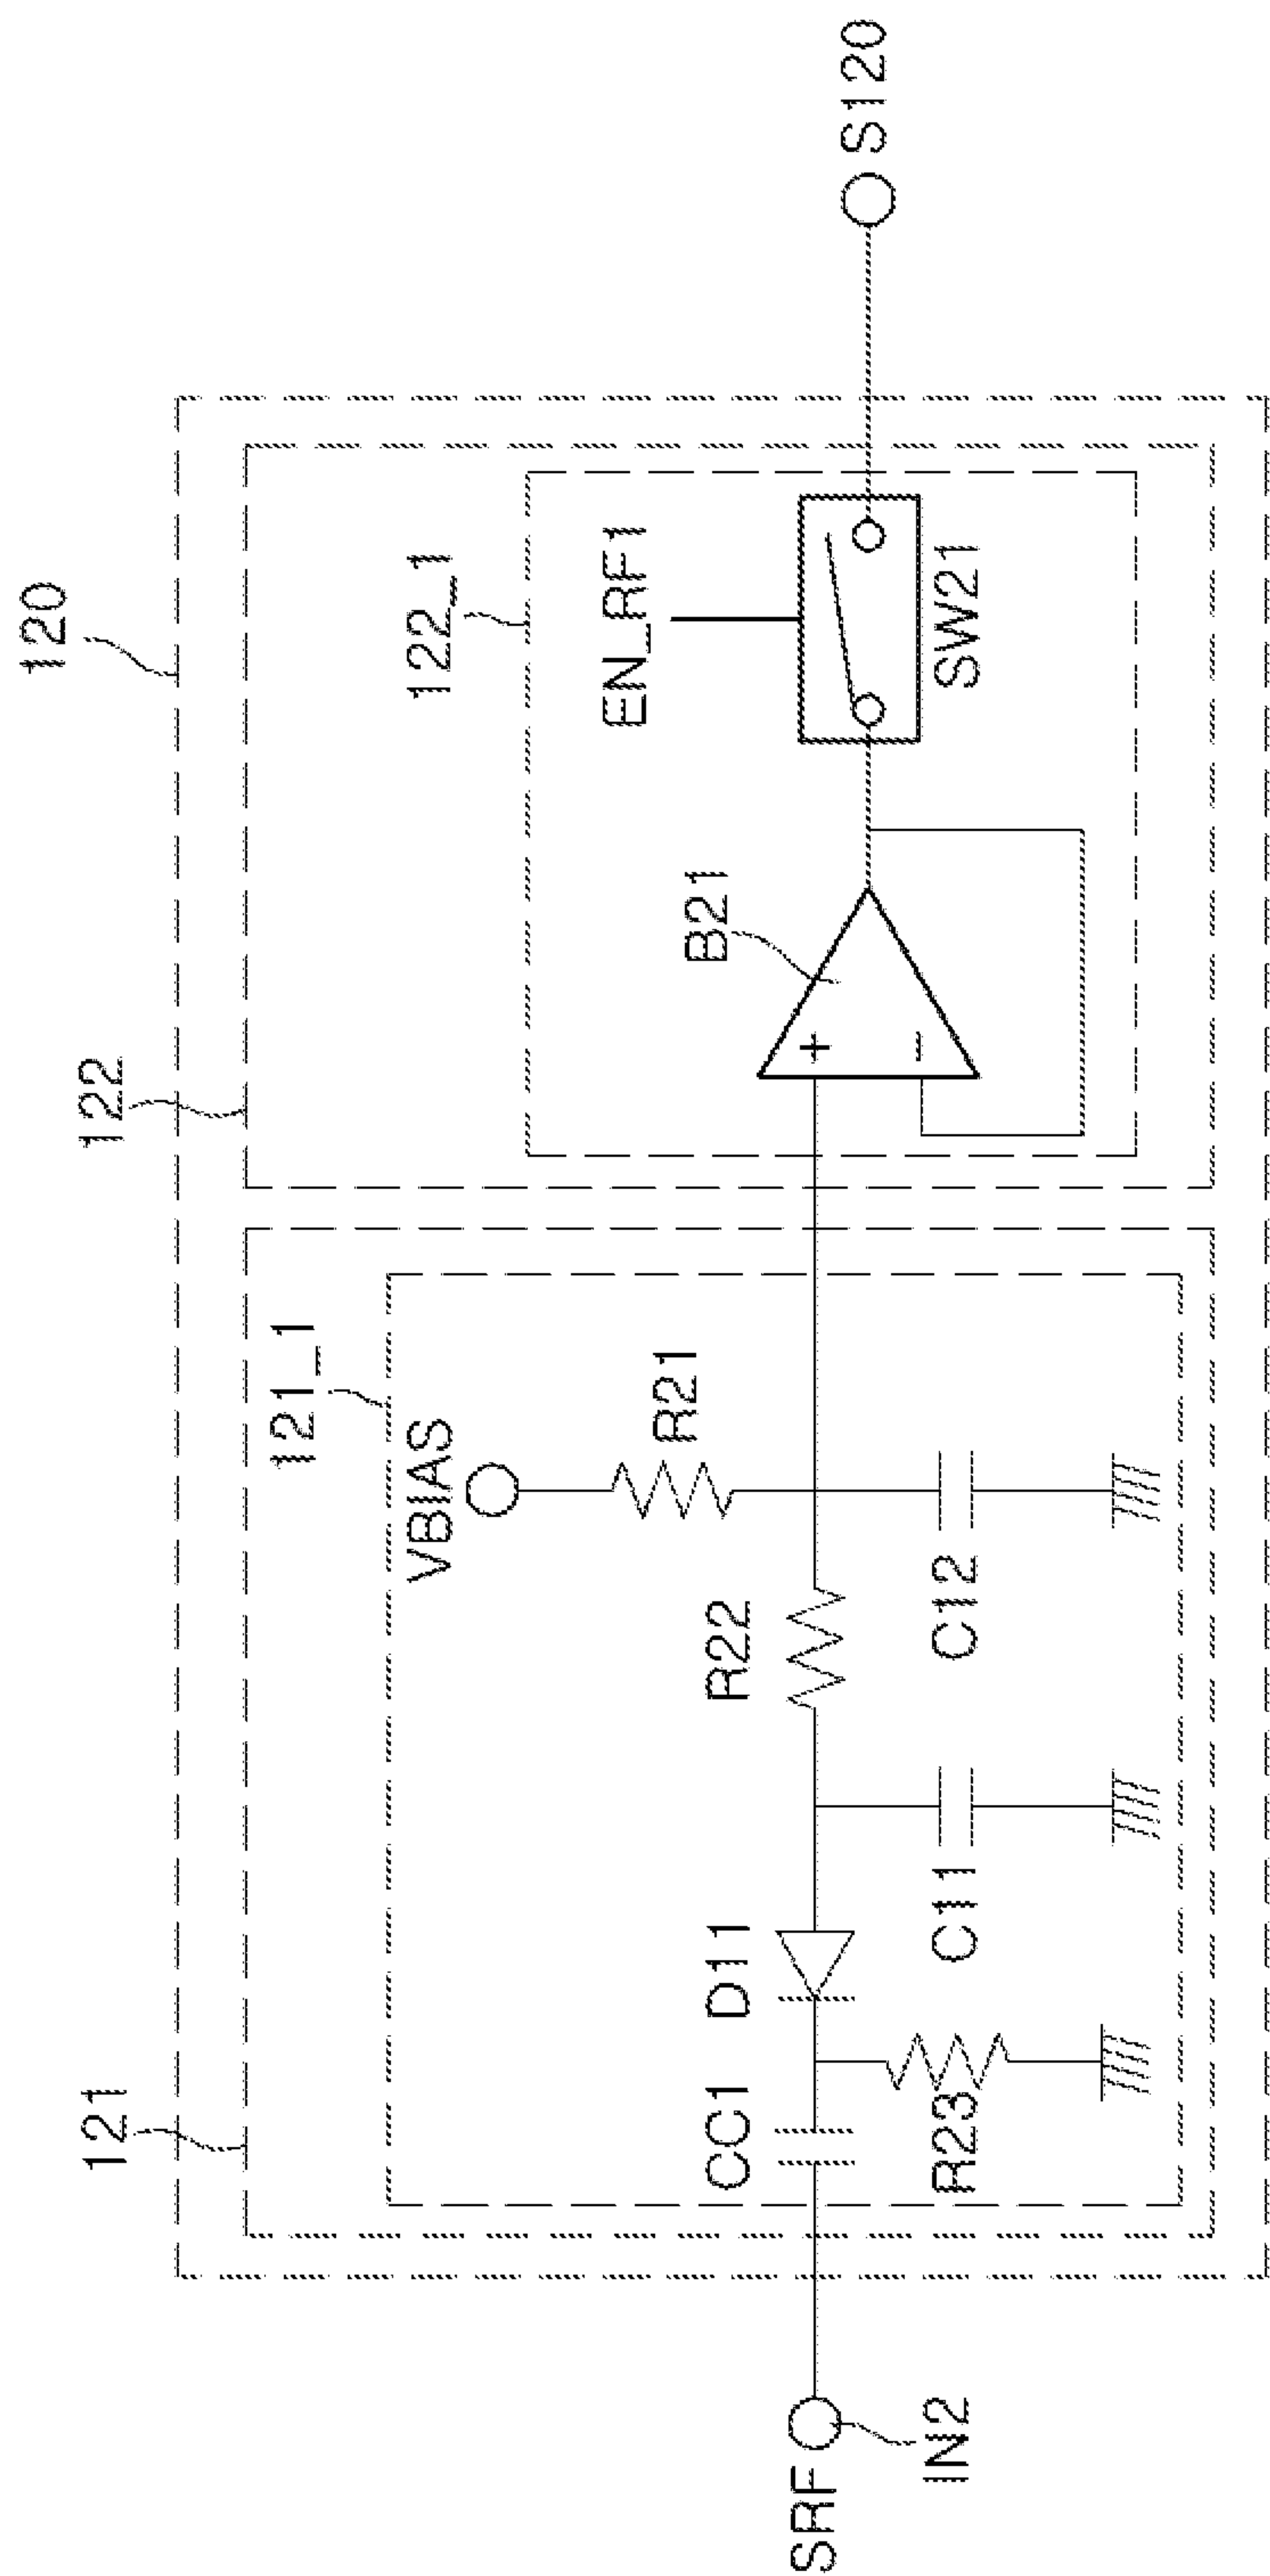 120
121
122
121_1
122_1
VBIAS
EN_RF1
R21
B21
CC1
D11
R22
SRF
IN2
R23
C11
C12
SW21
S120
+
−